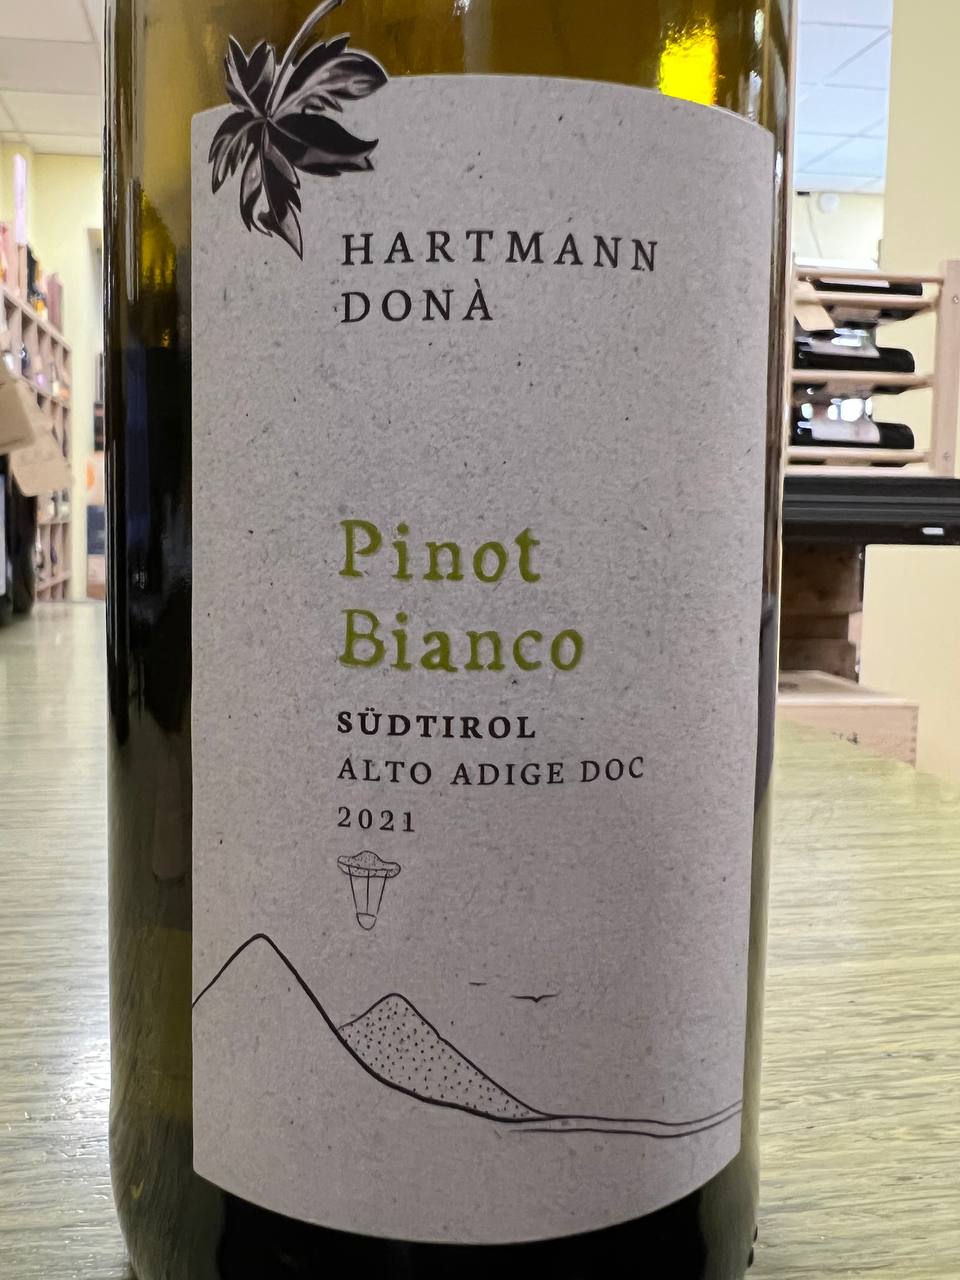 HARTMANN
DONÀ
Pinot
Bianco
SÜDTIROL
ALTO ADIGE DOC
2021